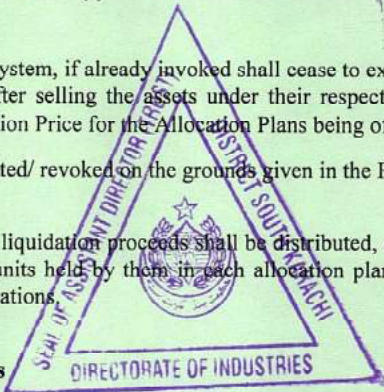 ystem, if already invoked shall cease to ex
fter selling the assets under their respect
ion Price for the Allocation Plans being of
ted/ revoked on the grounds given in the
liquidation proceeds shall be distributed,
units held by them in each allocation plan
ations.
s
SEAL OF ASSISTANT DIRECTOR TRUST
DISTRICT SOUTH KARACHI
DIRECTORATE OF INDUSTRIES